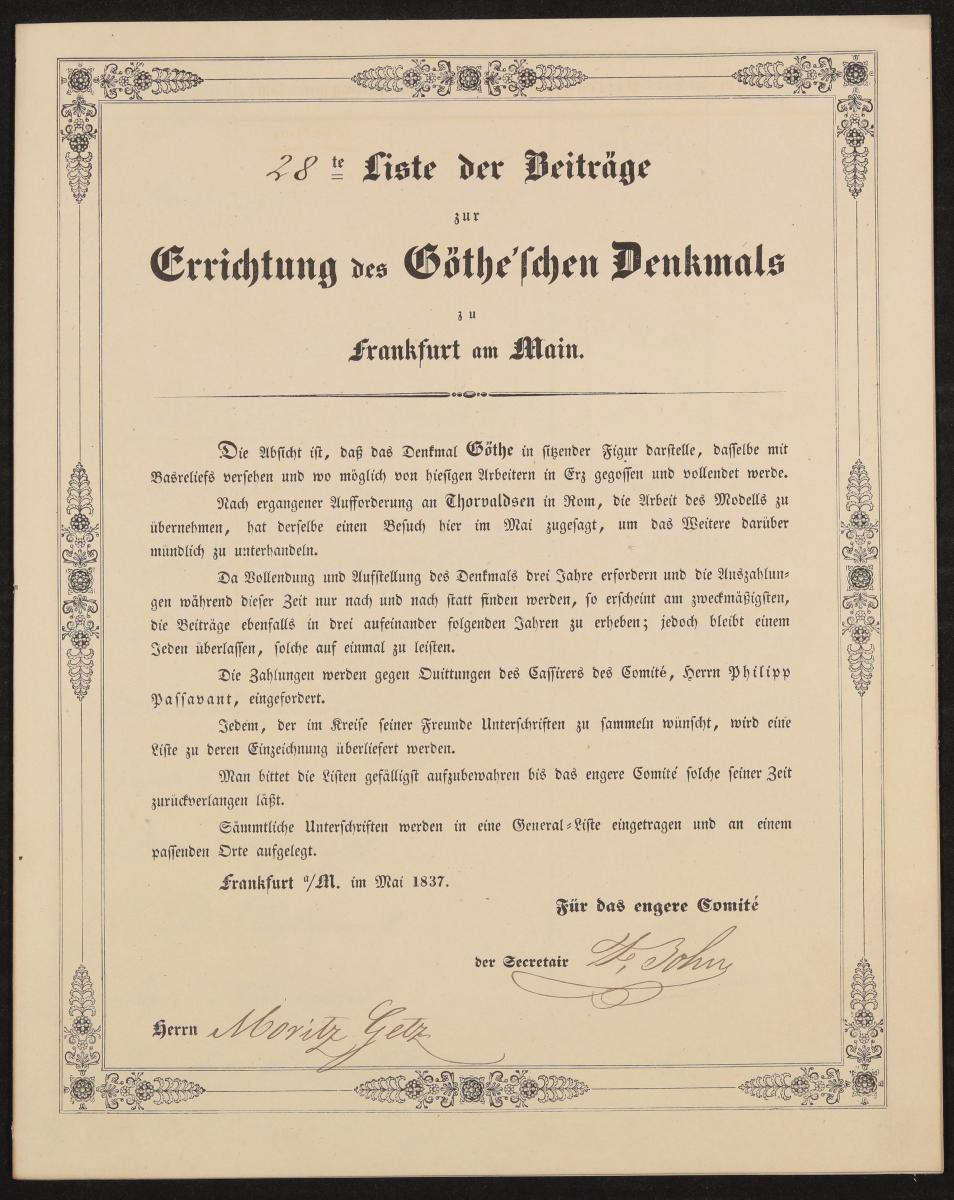 28te Liste der Beiträge
zur
Errichtung des Göthe'schen Denkmals
zu
Frankfurt am Main.
Die Absicht ist, daß das Denkmal Göthe in sitzender Figur darstelle, dasselbe mit
Basreliefs versehen und wo möglich von hiesigen Arbeitern in Erz gegossen und vollendet werde.
Nach ergangener Aufforderung an Thorvaldsen in Rom, die Arbeit des Modells zu
übernehmen, hat derselbe einen Besuch hier im Mai zugesagt, um das Weitere darüber
mündlich zu unterhandeln.
Da Vollendung und Aufstellung des Denkmals drei Jahre erfordern und die Auszahlun-
gen während dieser Zeit nur nach und nach statt finden werden, so erscheint am zweckmäßigsten,
die Beiträge ebenfalls in drei aufeinander folgenden Jahren zu erheben; jedoch bleibt einem
Jeden überlassen, solche auf einmal zu leisten.
Die Zahlungen werden gegen Quittungen des Cassirers des Comité, Herrn Philipp
Passavant, eingefordert.
Jedem, der im Kreise seiner Freunde Unterschriften zu sammeln wünscht, wird eine
Liste zu deren Einzeichnung überliefert werden.
Man bittet die Listen gefälligst aufzubewahren bis das engere Comité solche seiner Zeit
zurückverlangen läßt.
Sämmtliche Unterschriften werden in eine General-Liste eingetragen und an einem
passenden Orte aufgelegt.
Frankfurt a/M. im Mai 1837.
Für das engere Comité
der Secretair
Herrn Moritz Getz